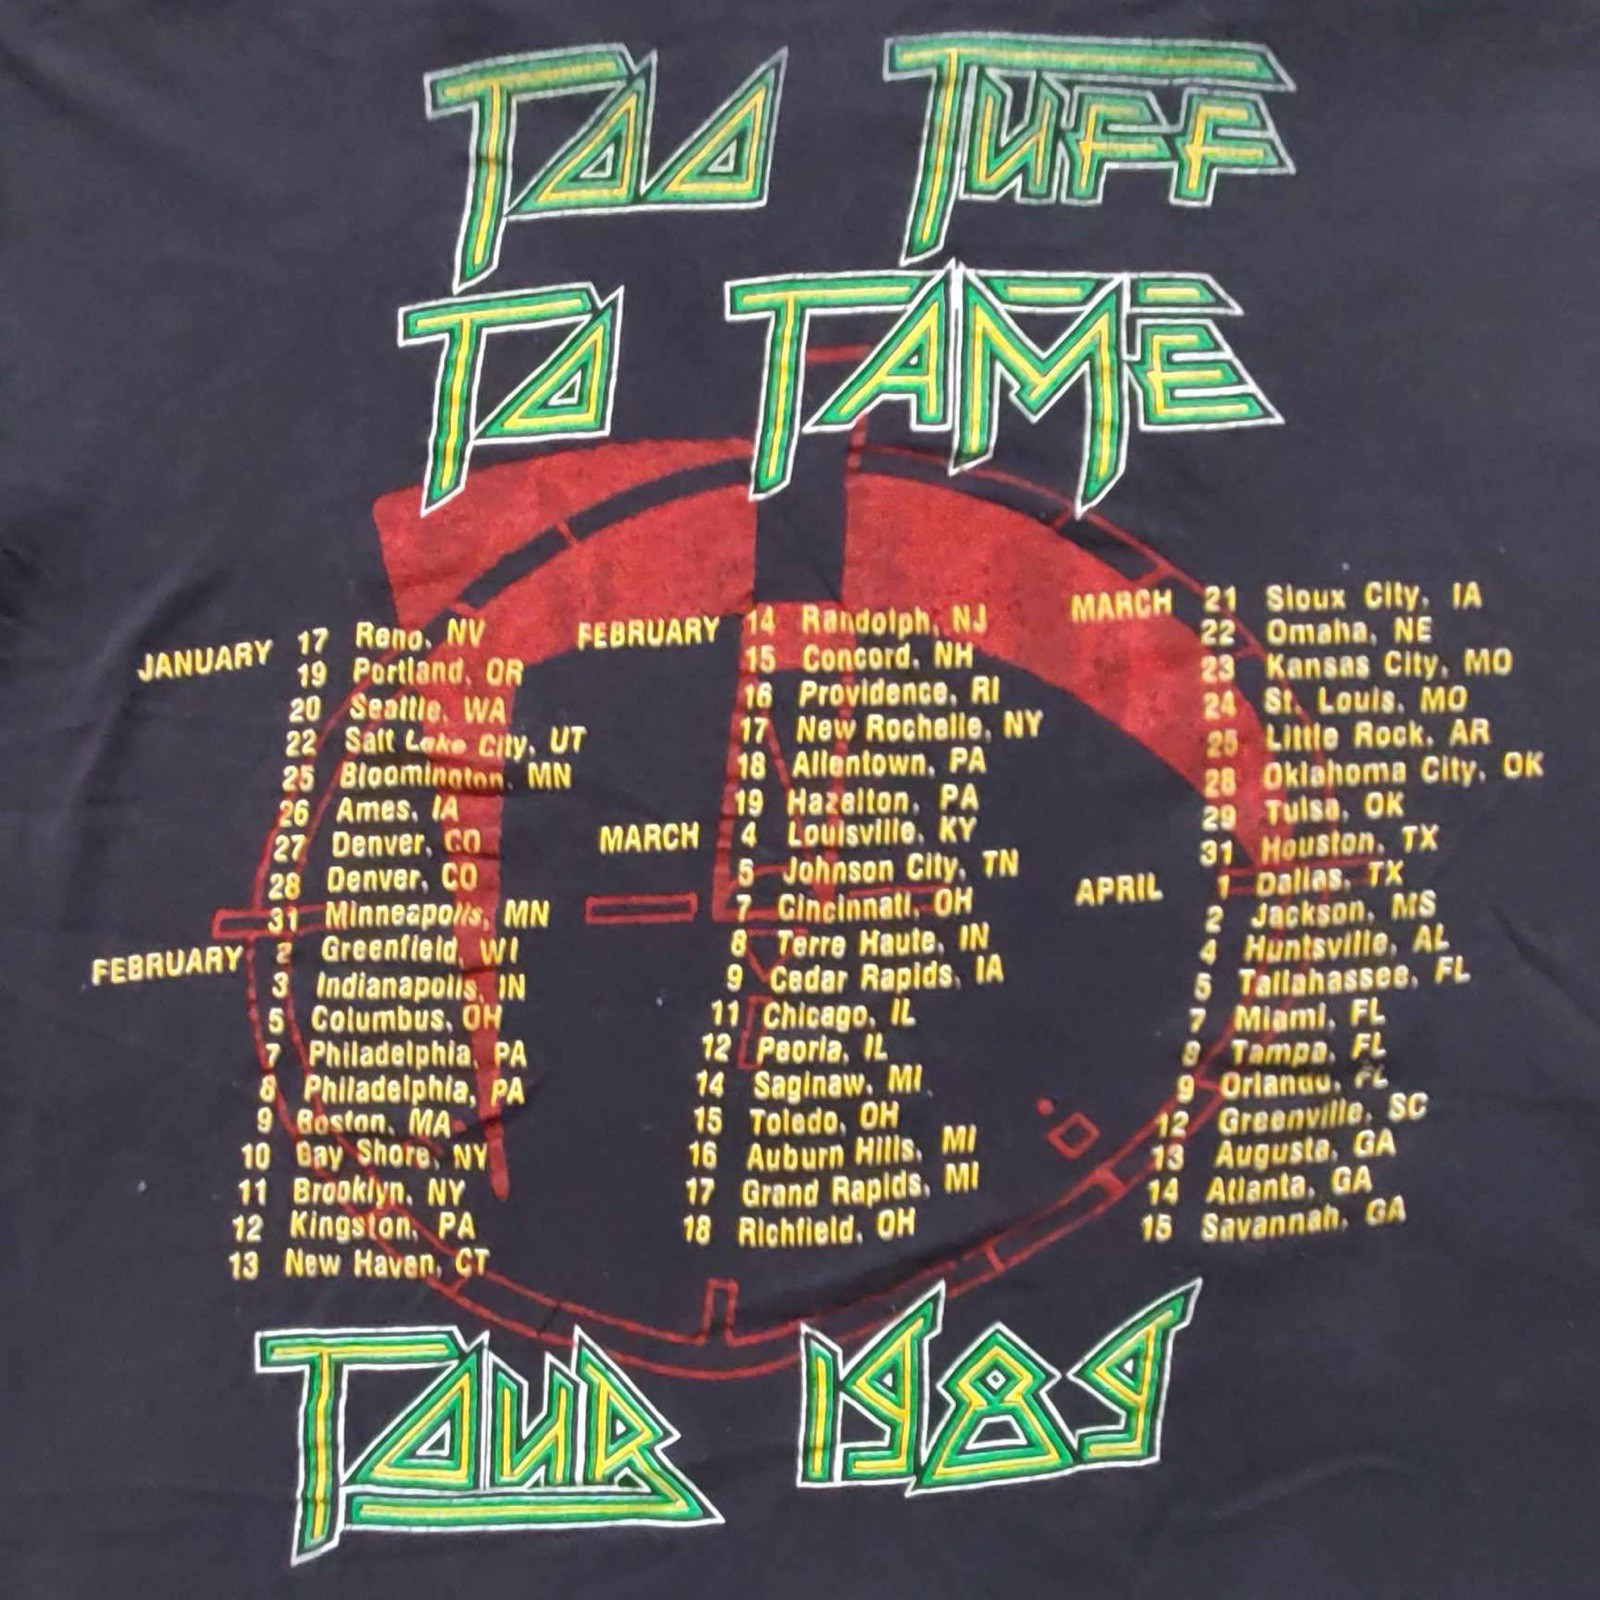 TOO TUFF
TO TAME
JANUARY 17 Reno, NV
19 Portland, OR
20 Seattle, WA
22 Salt Lake City, UT
25 Bloomington, MN
26 Ames, IA
27 Denver, CO
28 Denver, CO
31 Minneapolis, MN
FEBRUARY 2 Greenfield, WI
3 Indianapolis, IN
5 Columbus, OH
7 Philadelphia, PA
8 Philadelphia, PA
9 Boston, MA
10 Bay Shore, NY
11 Brooklyn, NY
12 Kingston, PA
13 New Haven, CT
FEBRUARY 14 Randolph, NJ
15 Concord, NH
16 Providence, RI
17 New Rochelle, NY
18 Allentown, PA
19 Hazelton, PA
MARCH 4 Louisville, KY
5 Johnson City, TN
7 Cincinnati, OH
8 Terre Haute, IN
9 Cedar Rapids, IA
11 Chicago, IL
12 Peoria, IL
14 Saginaw, MI
15 Toledo, OH
16 Auburn Hills, MI
17 Grand Rapids, MI
18 Richfield, OH
MARCH 21 Sioux City, IA
22 Omaha, NE
23 Kansas City, MO
24 St. Louis, MO
25 Little Rock, AR
28 Oklahoma City, OK
29 Tulsa, OK
31 Houston, TX
APRIL 1 Dallas, TX
2 Jackson, MS
4 Huntsville, AL
5 Tallahassee, FL
7 Miami, FL
8 Tampa, FL
9 Orlando, FL
12 Greenville, SC
13 Augusta, GA
14 Atlanta, GA
15 Savannah, GA
TOUR 1989